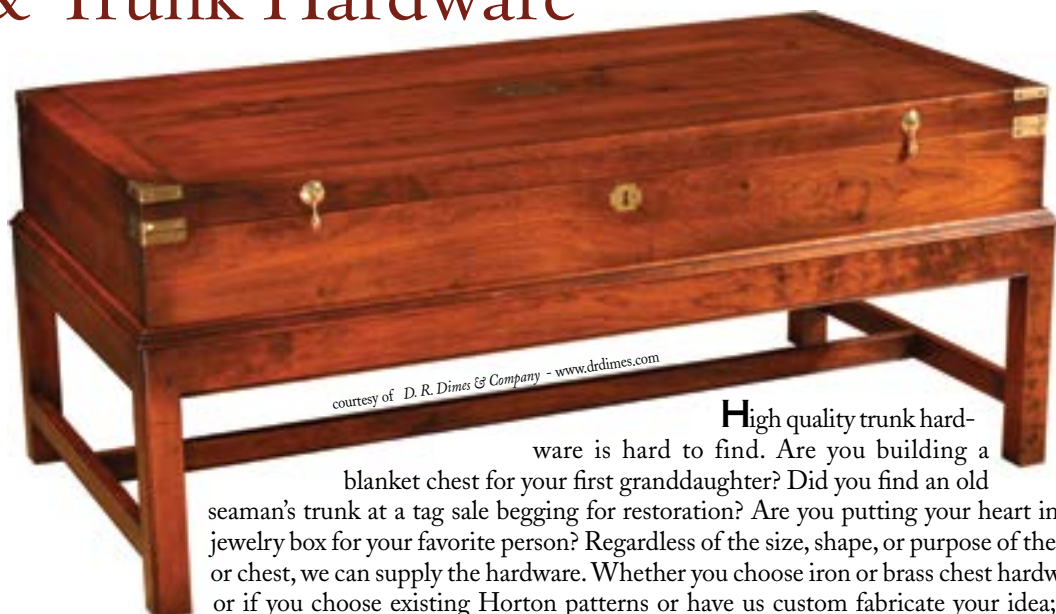 & Trunk Hardware
courtesy of D. R. Dimes & Company - www.drdimes.com
High quality trunk hard-
ware is hard to find. Are you building a
blanket chest for your first granddaughter? Did you find an old
seaman's trunk at a tag sale begging for restoration? Are you putting your heart in
jewelry box for your favorite person? Regardless of the size, shape, or purpose of the
or chest, we can supply the hardware. Whether you choose iron or brass chest
or if you choose existing Horton patterns or have us custom fabricate your idea,